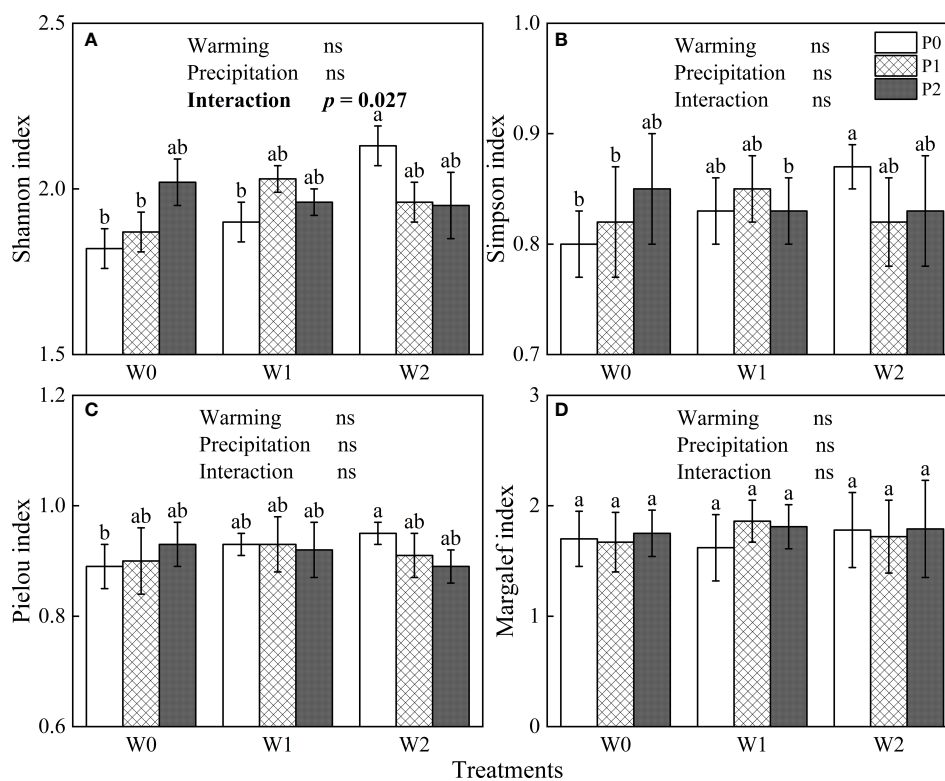 A
Warming ns
Precipitation ns
Interaction p = 0.027
Shannon index
2.5
2.0
1.5
b b ab
b ab ab
a ab ab
W0 W1 W2
B
Warming ns
Precipitation ns
Interaction ns
P0
P1
P2
Simpson index
1.0
0.9
0.8
0.7
b b ab
ab ab b
a ab ab
W0 W1 W2
C
Warming ns
Precipitation ns
Interaction ns
Pielou index
1.2
1.0
0.8
0.6
b ab ab
ab ab ab
a ab ab
W0 W1 W2
D
Warming ns
Precipitation ns
Interaction ns
Margalef index
3
2
1
0
a a a
a a a
a a a
W0 W1 W2
Treatments